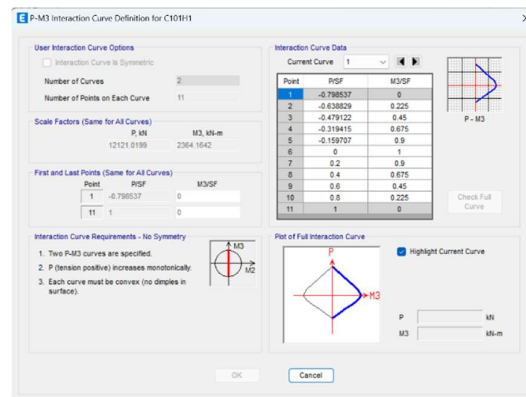 E P-M3 Interaction Curve Definition for C101H1
User Interaction Curve Options
Interaction Curve Is Symmetric
Number of Curves 2
Number of Points on Each Curve 11
Scale Factors (Same for All Curves)
P, kN M3, kN-m
12121.0199 2364.1642
First and Last Points (Same for All Curves)
Point P/SF M3/SF
1 -0.798537 0
11 1 0
Interaction Curve Requirements - No Symmetry
1. Two P-M3 curves are specified.
2. P (tension positive) increases monotonically.
3. Each curve must be convex (no dimples in
surface).
M3
M2
Interaction Curve Data
Current Curve 1
Point P/SF M3/SF
1 -0.798537 0
2 -0.638829 0.225
3 -0.479122 0.45
4 -0.319415 0.675
5 -0.159707 0.9
6 0 1
7 0.2 0.9
8 0.4 0.675
9 0.6 0.45
10 0.8 0.225
11 1 0
P - M3
Check Full
Curve
Plot of Full Interaction Curve
P
M3
Highlight Current Curve
P kN
M3 kN-m
OK Cancel